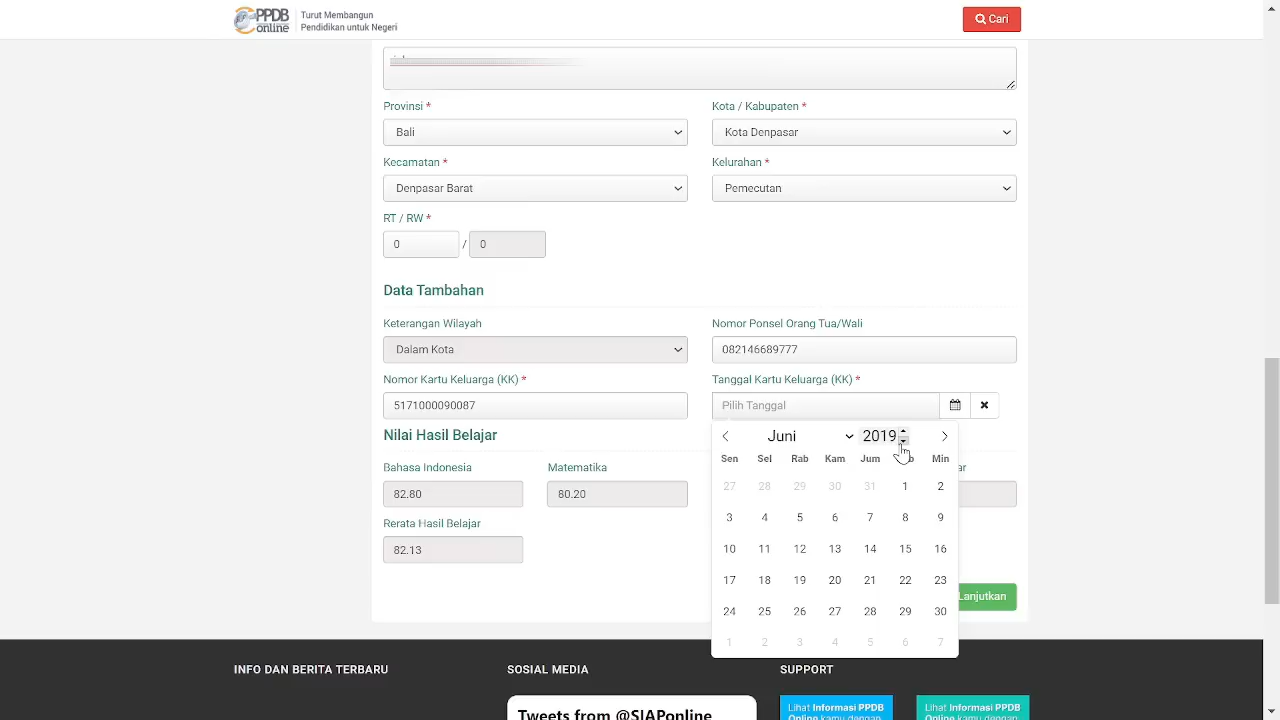 PPDB online
Turut Membangun
Pendidikan untuk Negeri
Cari
Provinsi *
Kota / Kabupaten *
Bali
Kota Denpasar
Kecamatan *
Kelurahan *
Denpasar Barat
Pemecutan
RT / RW *
0 / 0
Data Tambahan
Keterangan Wilayah
Nomor Ponsel Orang Tua/Wali
Dalam Kota
082146689777
Nomor Kartu Keluarga (KK) *
Tanggal Kartu Keluarga (KK) *
5171000090087
Pilih Tanggal
Nilai Hasil Belajar
Juni 2019
Sen Sel Rab Kam Jum Min
27 28 29 30 31 1 2
3 4 5 6 7 8 9
10 11 12 13 14 15 16
17 18 19 20 21 22 23
24 25 26 27 28 29 30
1 2 3 4 5 6 7
Bahasa Indonesia
Matematika
82.80
80.20
Rerata Hasil Belajar
82.13
Lanjutkan
INFO DAN BERITA TERBARU
SOSIAL MEDIA
SUPPORT
Tweets from @SIAPonline
Lihat Informasi PPDB
Online kamu dengan
Lihat Informasi PPDB
Online kamu dengan